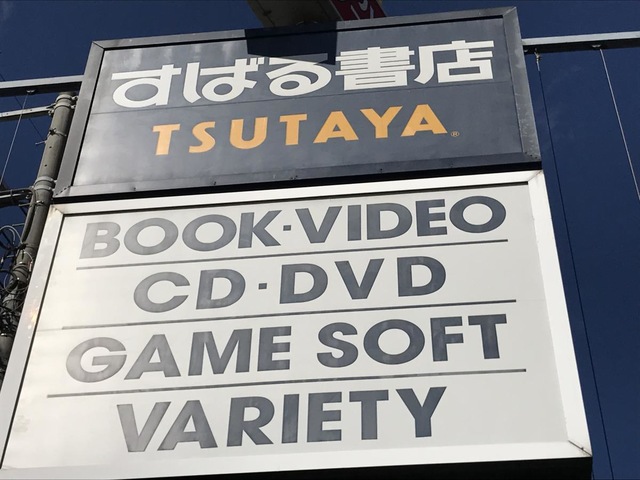 すばる書店
TSUTAYA®
BOOK・VIDEO
CD・DVD
GAME SOFT
VARIETY